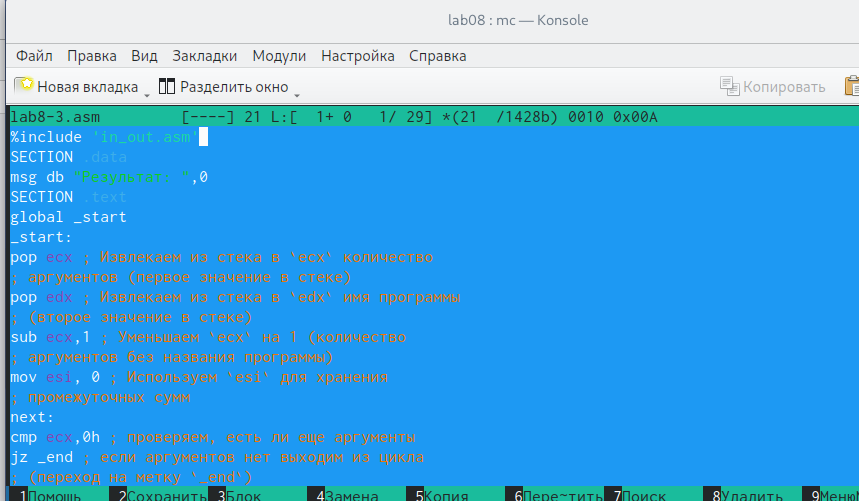 lab08 : mc — Konsole
Файл Правка Вид Закладки Модули Настройка Справка
Новая вкладка Разделить окно Копировать
lab8-3.asm [----] 21 L:[ 1+ 0 1/ 29] *(21 /1428b) 0010 0x00A
%include 'in_out.asm'
SECTION .data
msg db "Результат: ",0
SECTION .text
global _start
_start:
pop ecx ; Извлекаем из стека в `ecx` количество
; аргументов (первое значение в стеке)
pop edx ; Извлекаем из стека в `edx` имя программы
; (второе значение в стеке)
sub ecx,1 ; Уменьшаем `ecx` на 1 (количество
; аргументов без названия программы)
mov esi, 0 ; Используем `esi` для хранения
; промежуточных сумм
next:
cmp ecx,0h ; проверяем, есть ли еще аргументы
jz _end ; если аргументов нет выходим из цикла
; (переход на метку `_end`)
1Помощь 2Сохранить 3Блок 4Замена 5Копия 6Пере~тить 7Поиск 8Удалить 9МенюM